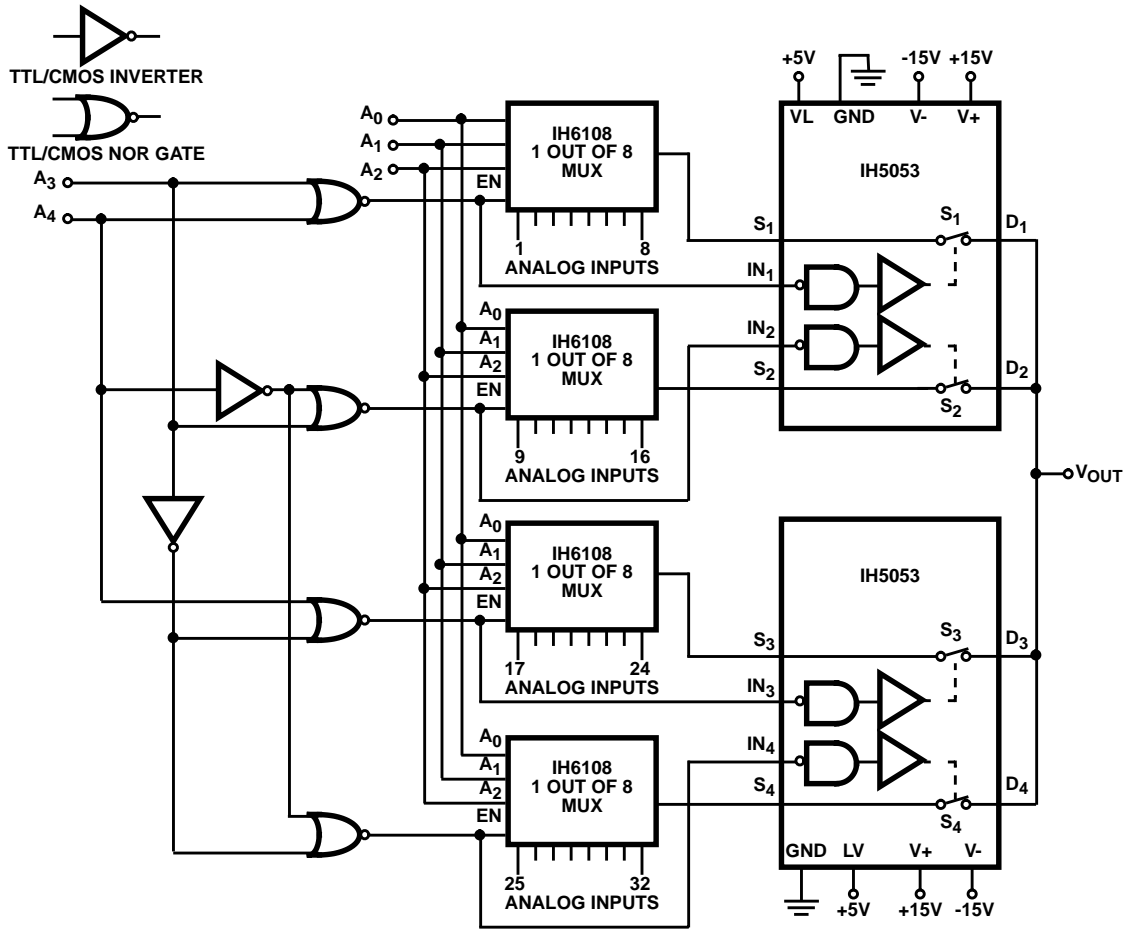 TTL/CMOS INVERTER
TTL/CMOS NOR GATE
A3
A4
A0
A1
A2
EN
IH6108
1 OUT OF 8
MUX
1
8
ANALOG INPUTS
A0
A1
A2
EN
IH6108
1 OUT OF 8
MUX
9
16
ANALOG INPUTS
A0
A1
A2
EN
IH6108
1 OUT OF 8
MUX
17
24
ANALOG INPUTS
A0
A1
A2
EN
IH6108
1 OUT OF 8
MUX
25
32
ANALOG INPUTS
+5V
-15V
+15V
VL
GND
V-
V+
IH5053
S1
S1
D1
IN1
IN2
S2
S2
D2
VOUT
IH5053
S3
S3
D3
IN3
IN4
S4
S4
D4
GND
LV
V+
V-
+5V
+15V
-15V